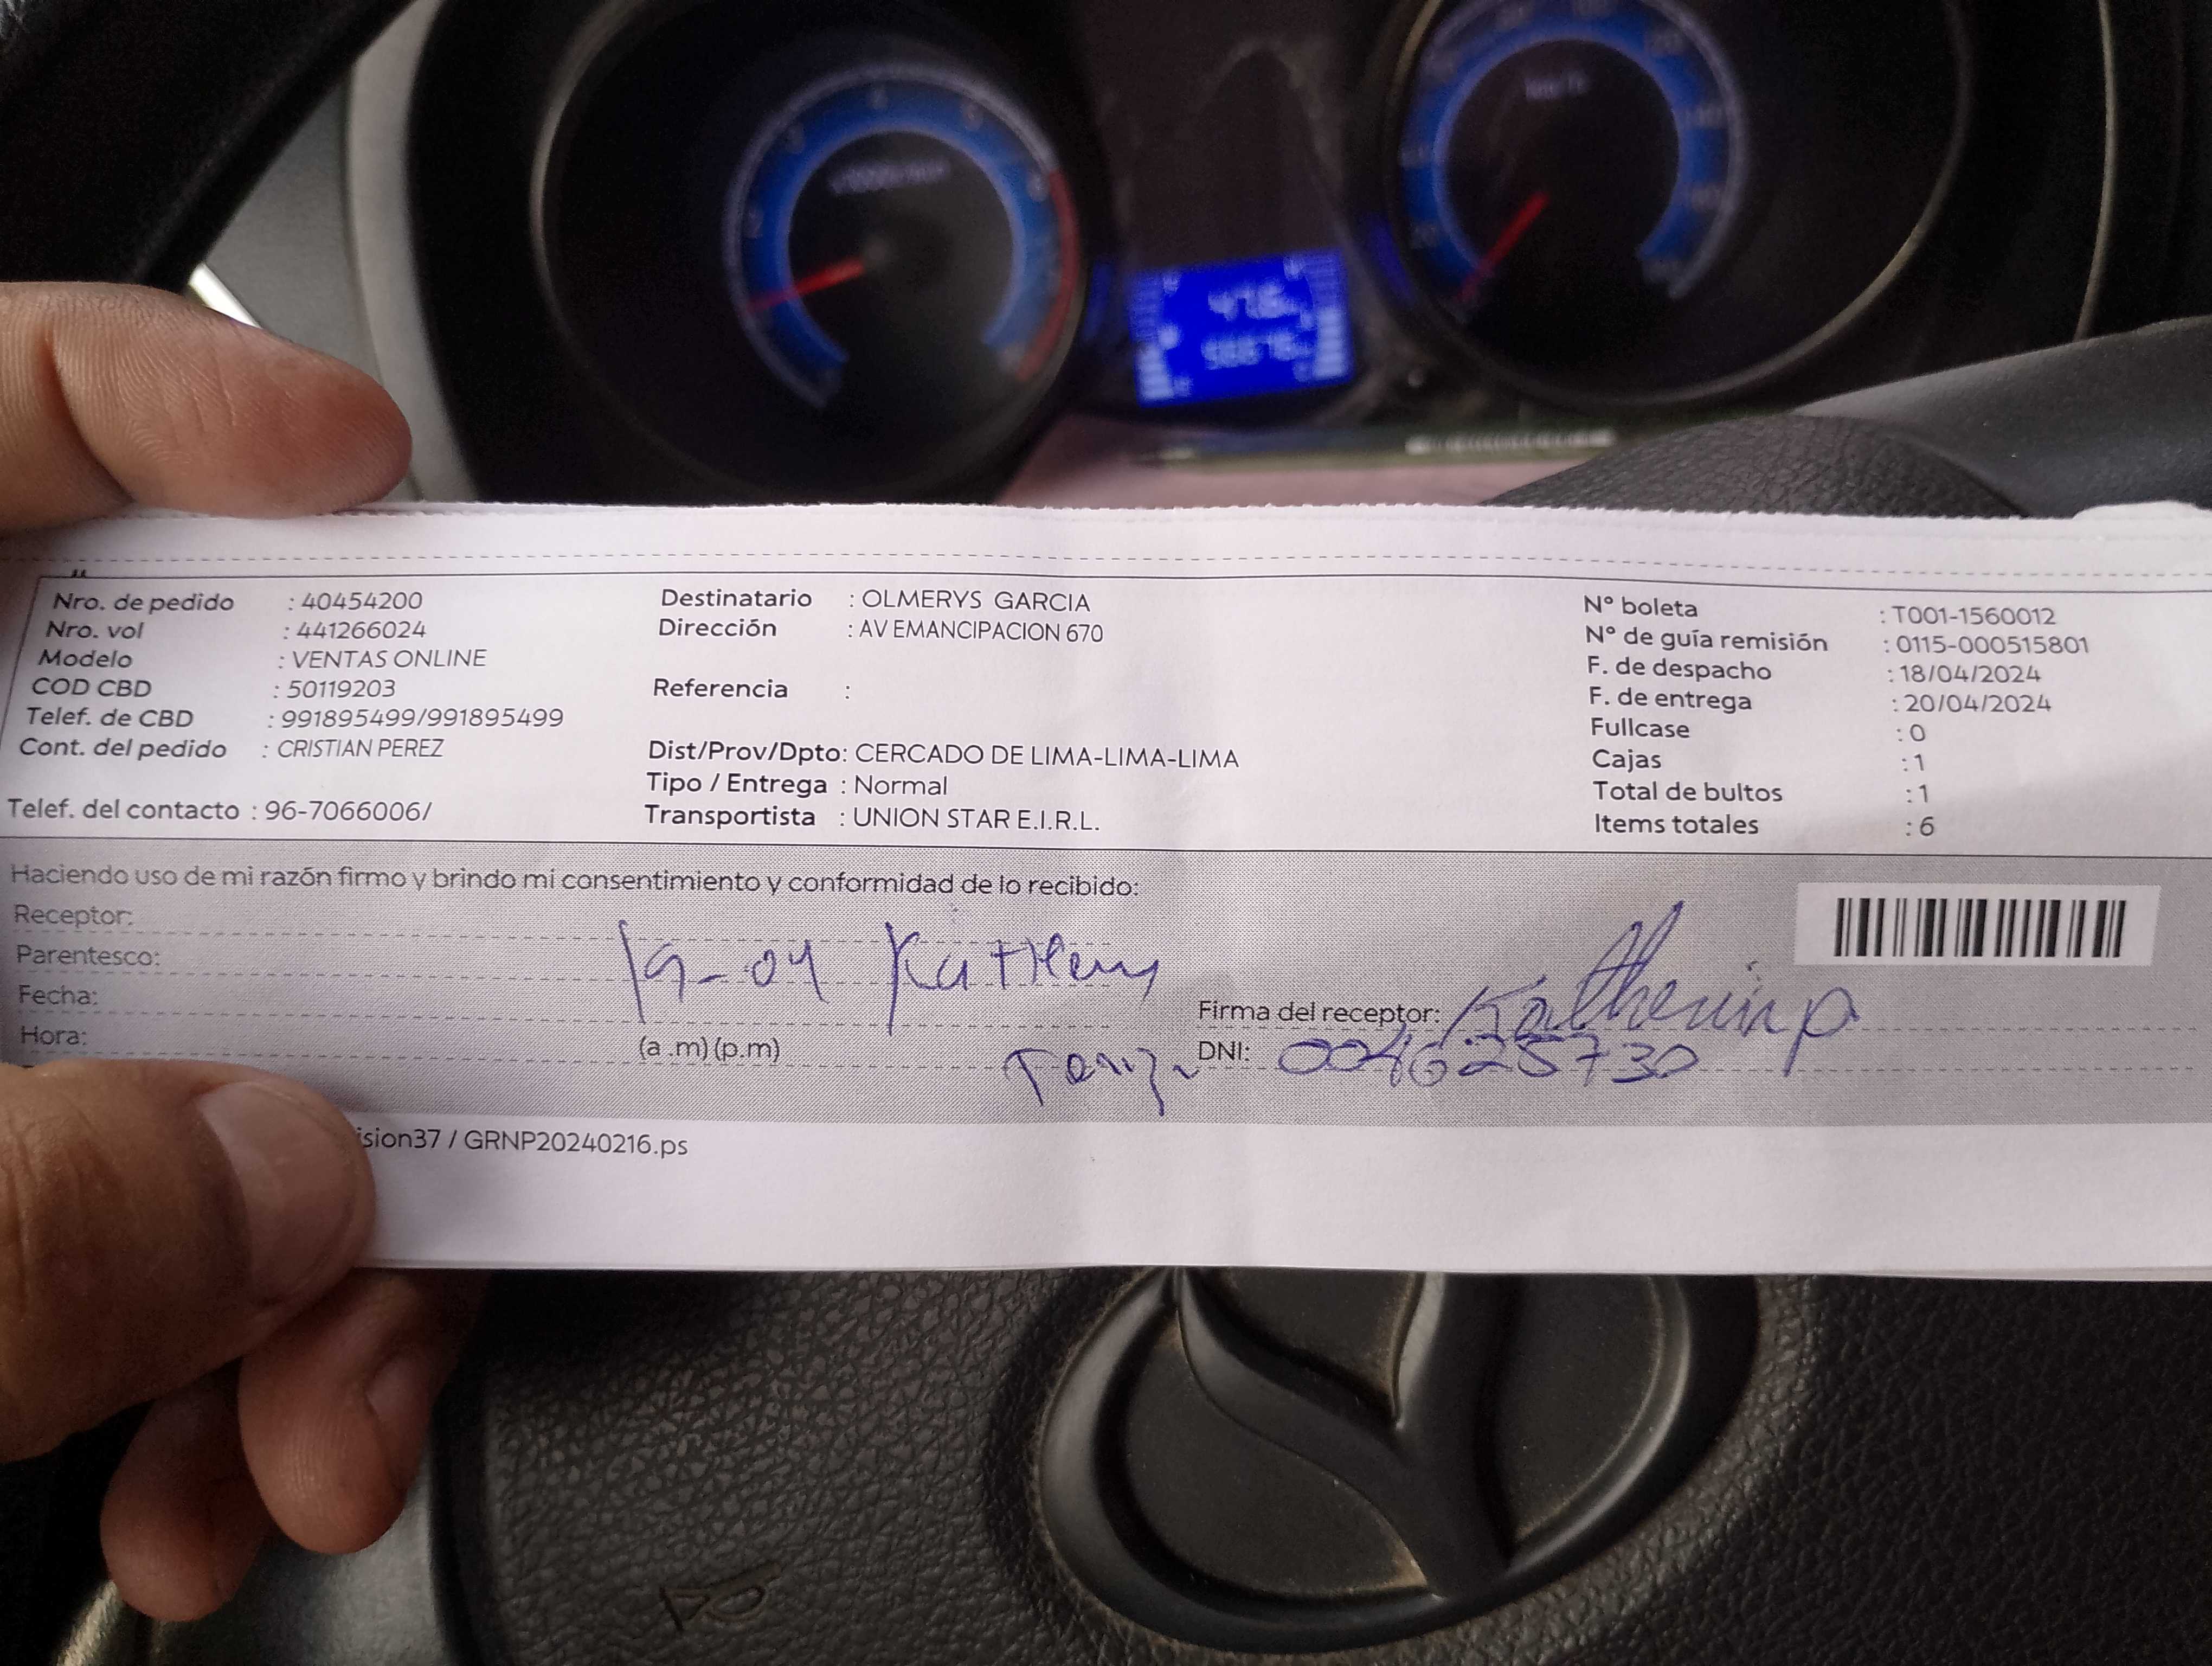 Nro. de pedido : 40454200
Nro. vol : 441266024
Modelo : VENTAS ONLINE
COD CBD : 50119203
Telef. de CBD : 991895499/991895499
Cont. del pedido : CRISTIAN PEREZ
Telef. del contacto : 96-7066006/
Destinatario : OLMERYS GARCIA
Dirección : AV EMANCIPACION 670
Referencia :
Dist/Prov/Dpto: CERCADO DE LIMA-LIMA-LIMA
Tipo / Entrega : Normal
Transportista : UNION STAR E.I.R.L.
N° boleta : T001-1560012
N° de guía remisión : 0115-000515801
F. de despacho : 18/04/2024
F. de entrega : 20/04/2024
Fullcase : 0
Cajas : 1
Total de bultos : 1
Items totales : 6
Haciendo uso de mi razón firmo y brindo mi consentimiento y conformidad de lo recibido:
Receptor:
Parentesco:
19-04
Fecha:
Hora: (a .m) (p.m)
Firma del receptor: Katherin
DNI: 004625730
ision37 / GRNP20240216.ps